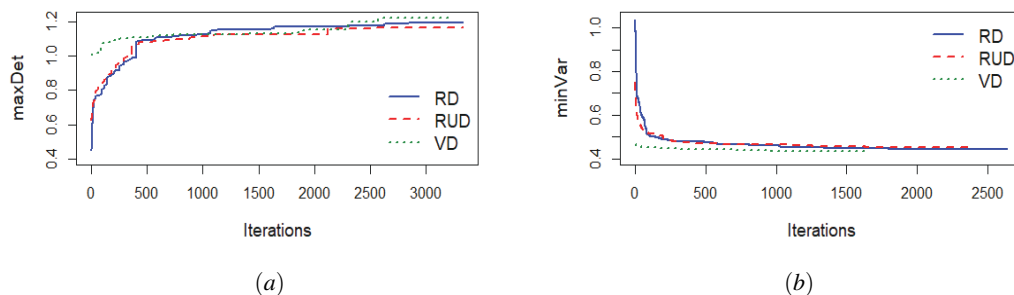 maxDet
0.4 0.6 0.8 1.0 1.2
0 500 1000 1500 2000 2500 3000
Iterations
RD
RUD
VD
(a)
minVar
0.4 0.6 0.8 1.0
0 500 1000 1500 2000 2500
Iterations
RD
RUD
VD
(b)